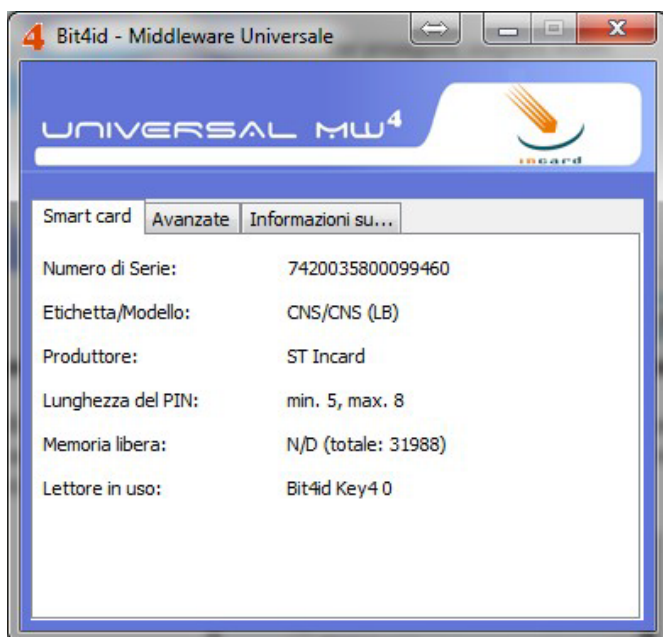 4 Bit4id - Middleware Universale
UNIVERSAL MW4
incard
Smart card Avanzate Informazioni su...
Numero di Serie: 7420035800099460
Etichetta/Modello: CNS/CNS (LB)
Produttore: ST Incard
Lunghezza del PIN: min. 5, max. 8
Memoria libera: N/D (totale: 31988)
Lettore in uso: Bit4id Key4 0